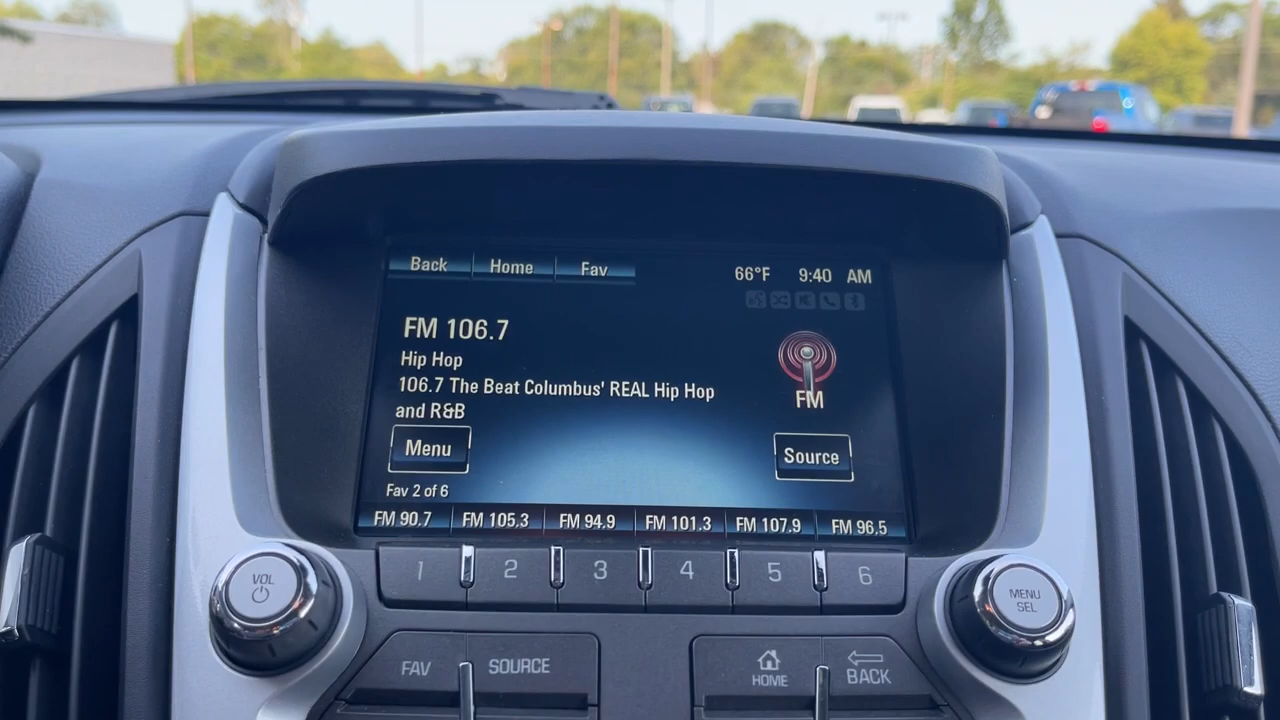 Back Home Fav 66°F 9:40 AM
FM 106.7
Hip Hop
106.7 The Beat Columbus' REAL Hip Hop
and R&B
FM
Menu Source
Fav 2 of 6
FM 90.7 FM 105.3 FM 94.9 FM 101.3 FM 107.9 FM 96.5
1 2 3 4 5 6
VOL
MENU
SEL
FAV SOURCE HOME BACK